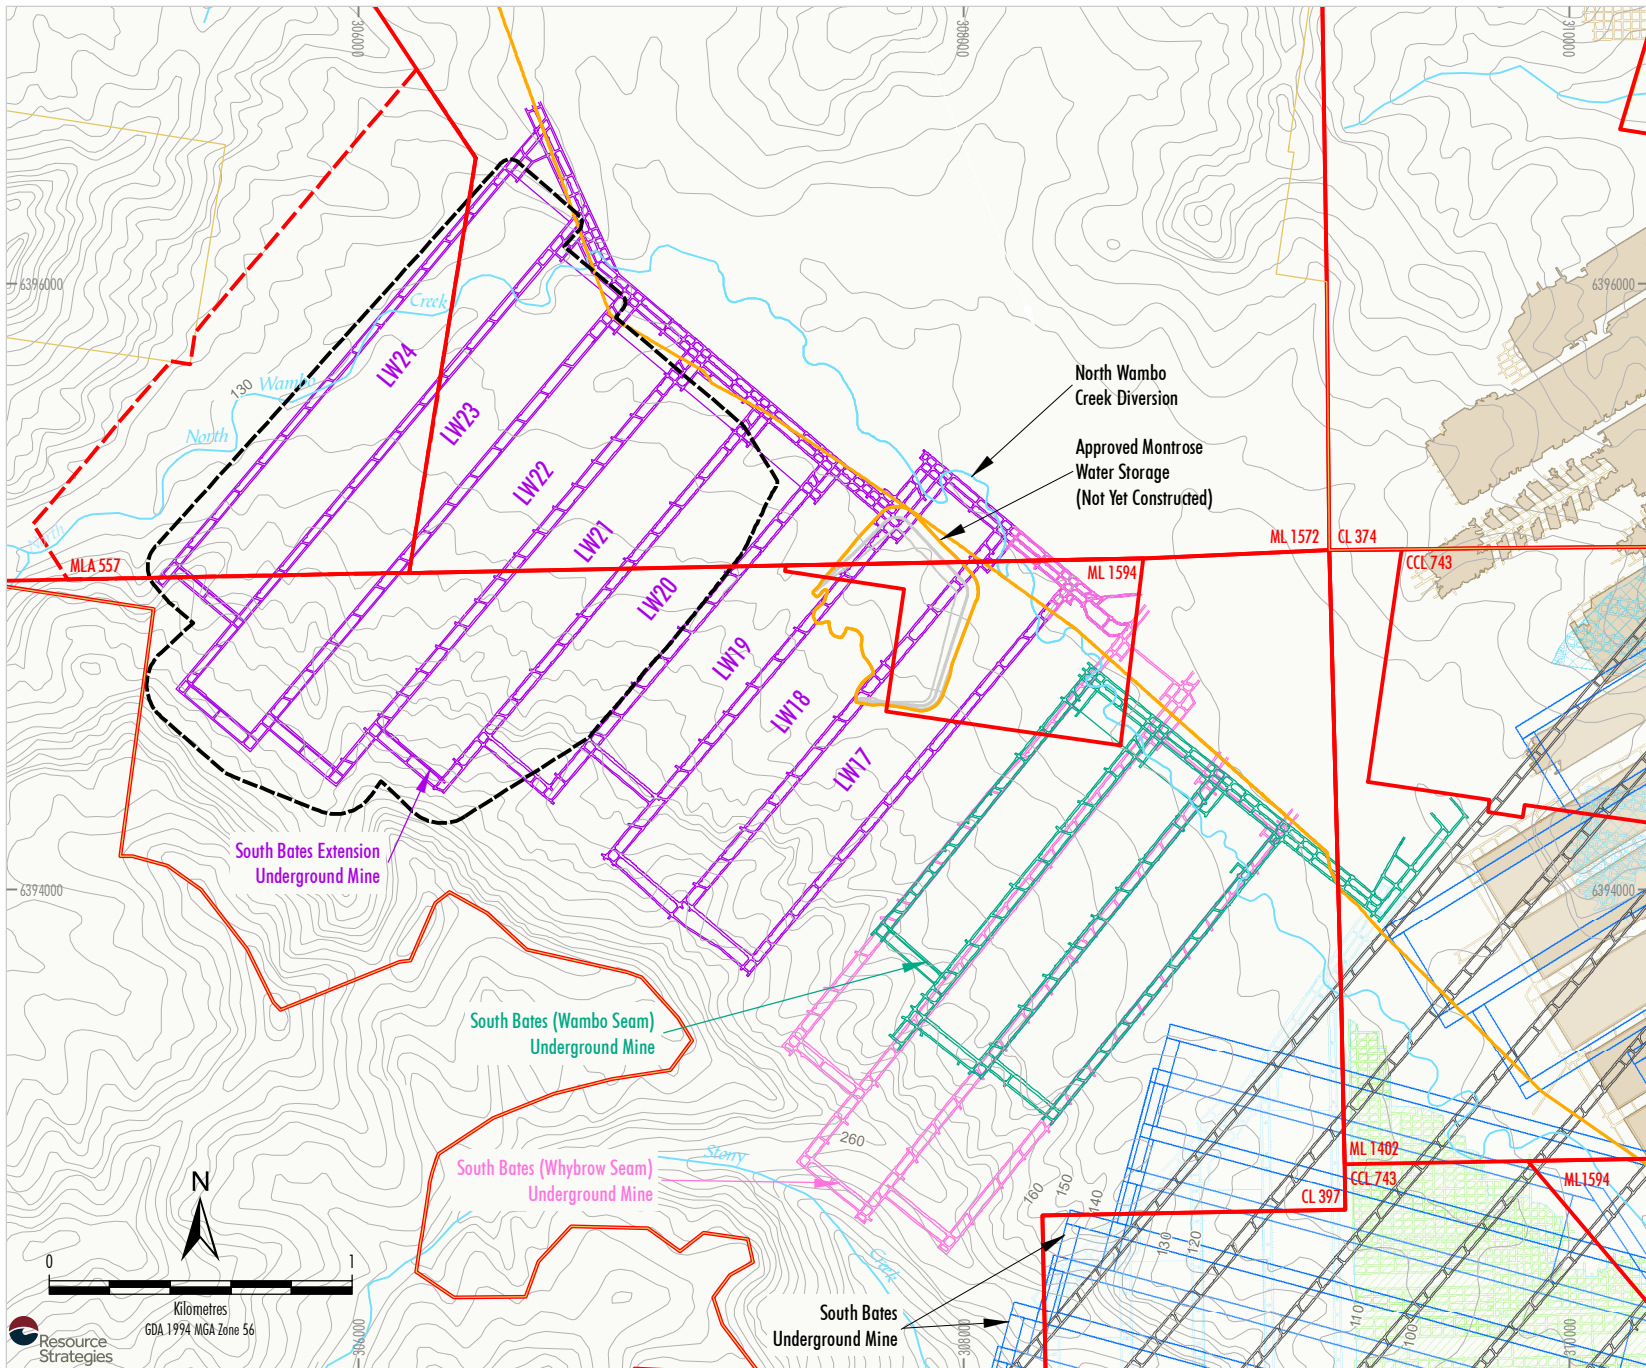 306000
308000
310000
6396000
6396000
Creek
Wambo
130
North
North
LW24
LW23
LW22
LW21
LW20
LW19
LW18
LW17
North Wambo
Creek Diversion
Approved Montrose
Water Storage
(Not Yet Constructed)
MLA 557
ML 1572
CL 374
ML 1594
CCL 743
South Bates Extension
Underground Mine
6394000
6394000
South Bates (Wambo Seam)
Underground Mine
South Bates (Whybrow Seam)
Underground Mine
260
Stony
Creek
160
150
140
130
120
110
100
ML 1402
CCL 743
CL 397
ML1594
South Bates
Underground Mine
N
0
1
Kilometres
GDA 1994 MGA Zone 56
Resource
Strategies
306000
308000
310000